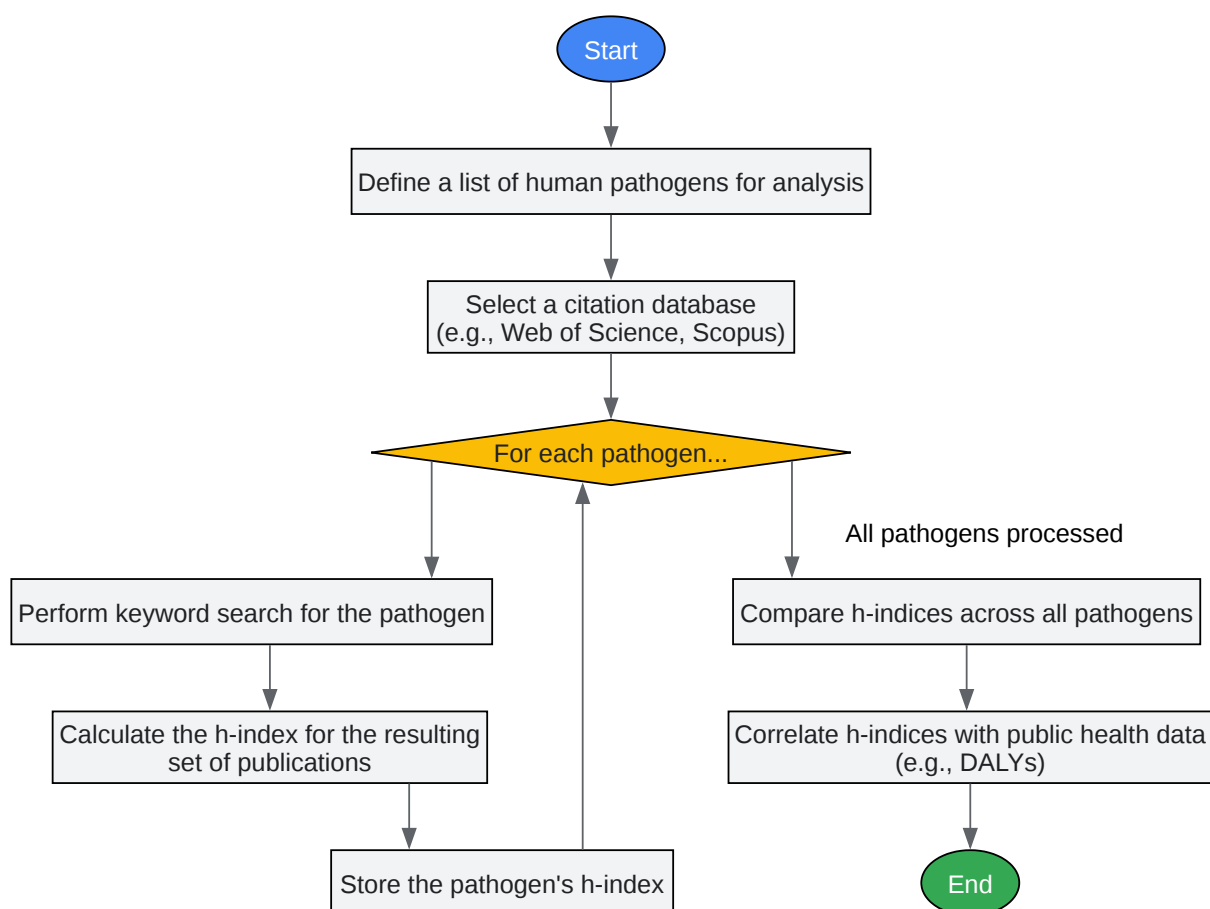 Start
Define a list of human pathogens for analysis
Select a citation database
(e.g., Web of Science, Scopus)
For each pathogen...
All pathogens processed
Perform keyword search for the pathogen
Compare h-indices across all pathogens
Calculate the h-index for the resulting
set of publications
Correlate h-indices with public health data
(e.g., DALYs)
Store the pathogen's h-index
End